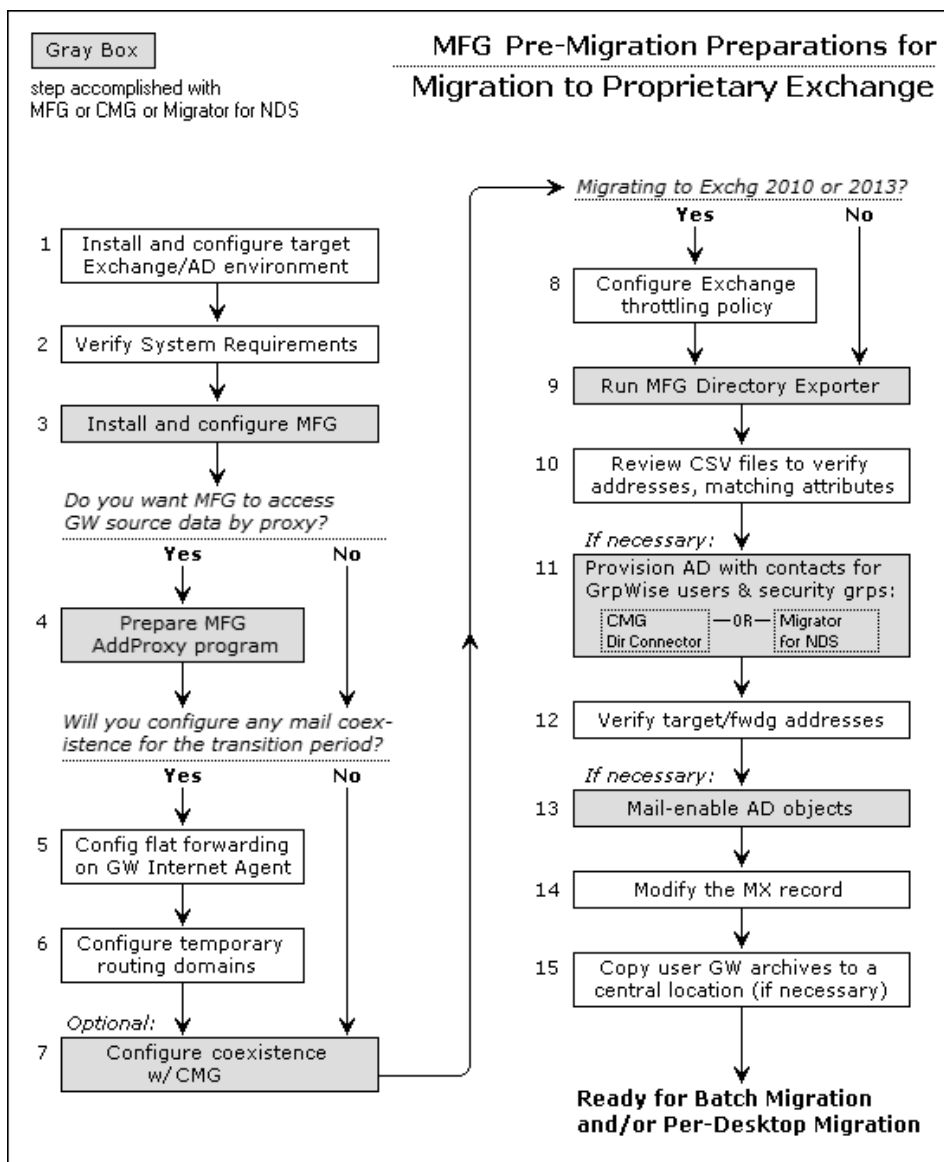 Gray Box
step accomplished with
MFG or CMG or Migrator for NDS
MFG Pre-Migration Preparations for
Migration to Proprietary Exchange
1
Install and configure target
Exchange/AD environment
2
Verify System Requirements
3
Install and configure MFG
Do you want MFG to access
GW source data by proxy?
Yes No
4
Prepare MFG
AddProxy program
Will you configure any mail coex-
istence for the transition period?
Yes No
5
Config flat forwarding
on GW Internet Agent
6
Configure temporary
routing domains
Optional:
7
Configure coexistence
w/CMG
Migrating to Exchg 2010 or 2013?
Yes No
8
Configure Exchange
throttling policy
9
Run MFG Directory Exporter
10
Review CSV files to verify
addresses, matching attributes
If necessary:
11
Provision AD with contacts for
GrpWise users & security grps:
CMG
Dir Connector
OR
Migrator
for NDS
12
Verify target/fwdg addresses
If necessary:
13
Mail-enable AD objects
14
Modify the MX record
15
Copy user GW archives to a
central location (if necessary)
Ready for Batch Migration
and/or Per-Desktop Migration